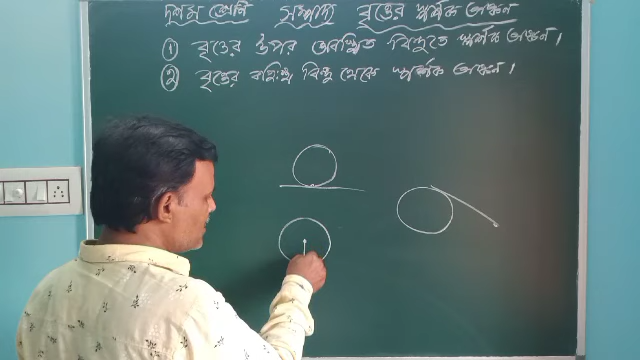 দশম শ্রেণি সম্পাদ্য বৃত্তের স্পর্শক অঙ্কন
① বৃত্তের উপর অবস্থিত বিন্দুতে স্পর্শক অঙ্কন।
② বৃত্তের বহিঃস্থ বিন্দু থেকে স্পর্শক অঙ্কন।